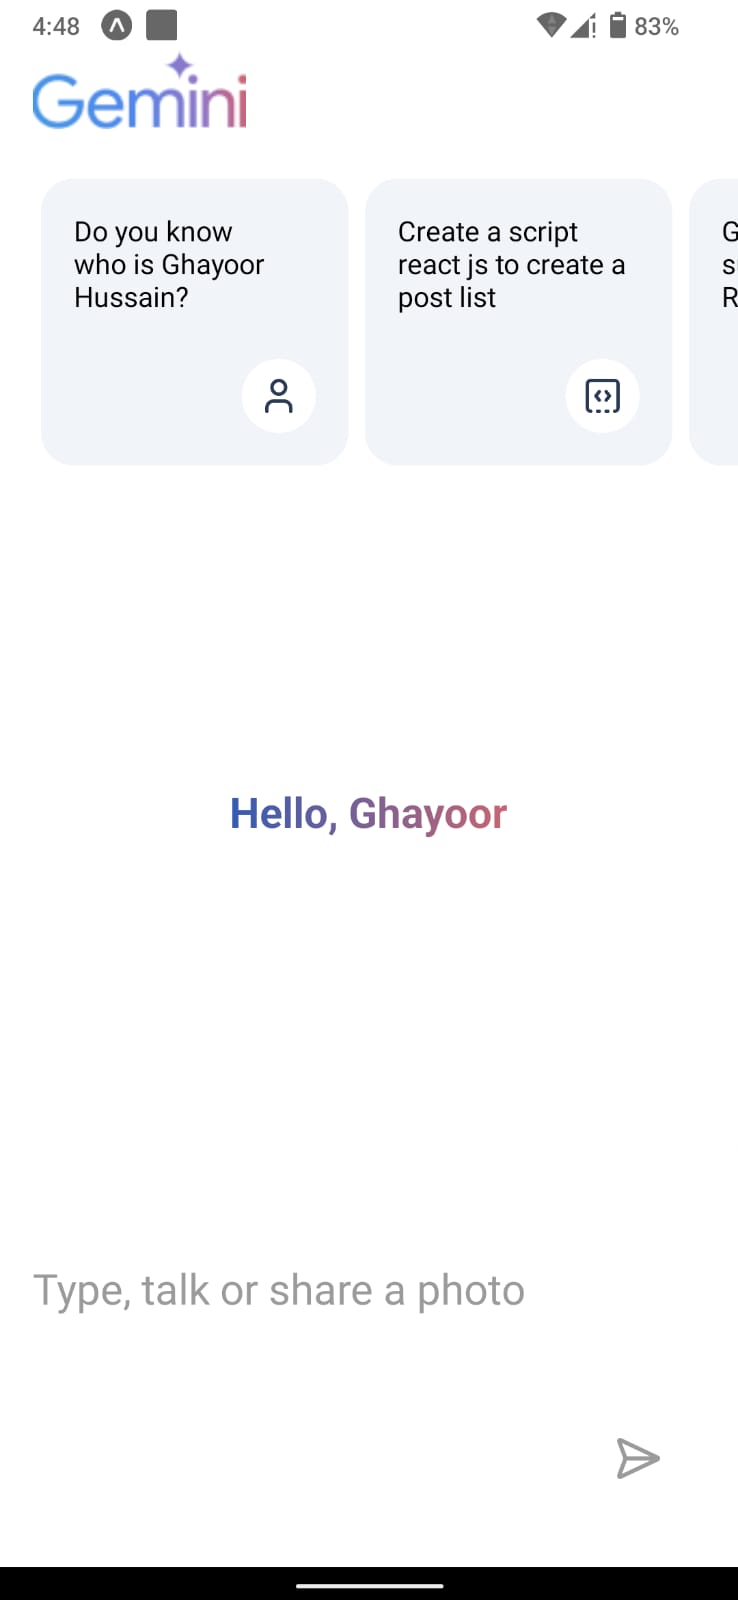 4:48
83%
Gemini
Do you know
who is Ghayoor
Hussain?
Create a script
react js to create a
post list
G
s
R
Hello, Ghayoor
Type, talk or share a photo